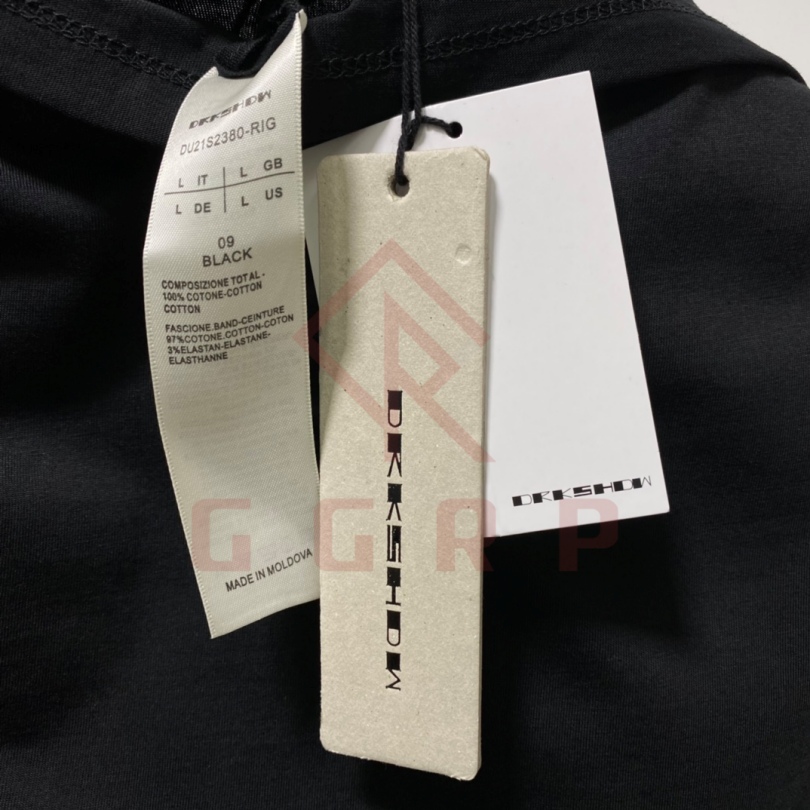 DRKSHDW
DU21S2380-RIG
L IT L GB
L DE L US
09
BLACK
COMPOSIZIONE TOTAL-
100% COTONE-COTTON
COTTON
FASCIONE.BAND-CEINTURE
97%COTONE.COTTON-COTON
3%ELASTAN-ELASTANE-
ELASTHANNE
MADE IN MOLDOVA
DRKSHDW
DRKSHDW
GGRP